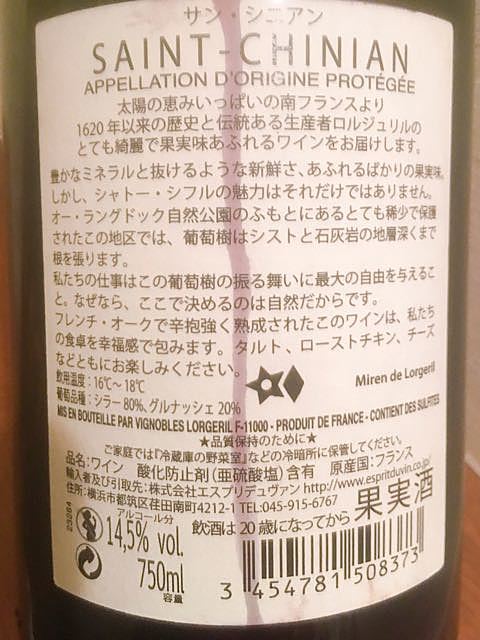 サン・シニアン
SAINT-CHINIAN
APPELLATION D'ORIGINE PROTÉGÉE
太陽の恵みいっぱいの南フランスより
1620年以来の歴史と伝統ある生産者ロルジュリルの
とても綺麗で果実味あふれるワインをお届けします。
豊かなミネラルと抜けるような新鮮さ、あふれるばかりの果実味。
しかし、シャトー・シフルの魅力はそれだけではありません。
オー・ラングドック自然公園のふもとにあるとても稀少で保護
されたこの地区では、葡萄樹はシストと石灰岩の地層深くまで
根を張ります。
私たちの仕事はこの葡萄樹の振る舞いに最大の自由を与えるこ
と。なぜなら、ここで決めるのは自然だからです。
フレンチ・オークで辛抱強く熟成されたこのワインは、私たち
の食卓を幸福感で包みます。タルト、ローストチキン、チーズ
などともにお楽しみください。
飲用温度：16℃〜18℃
Miren de Lorgeril
葡萄品種：シラー 80%、グルナッシェ 20%
MIS EN BOUTEILLE PAR VIGNOBLES LORGERIL F-11000 - PRODUIT DE FRANCE - CONTIENT DES SULFITES
★品質保持のために★
ご家庭では『冷蔵庫の野菜室』などの冷暗所に保管してください。
品名：ワイン 酸化防止剤（亜硫酸塩）含有 原産国：フランス
輸入者及び引取先：株式会社エスプリデュヴァン http://www.espritduvin.co.jp/
住所：横浜市都筑区荏田南町4212-1 TEL:045-915-6767
果実酒
飲酒は20歳になってから
アルコール分
14,5% vol.
750ml
容量
3 454781 508373